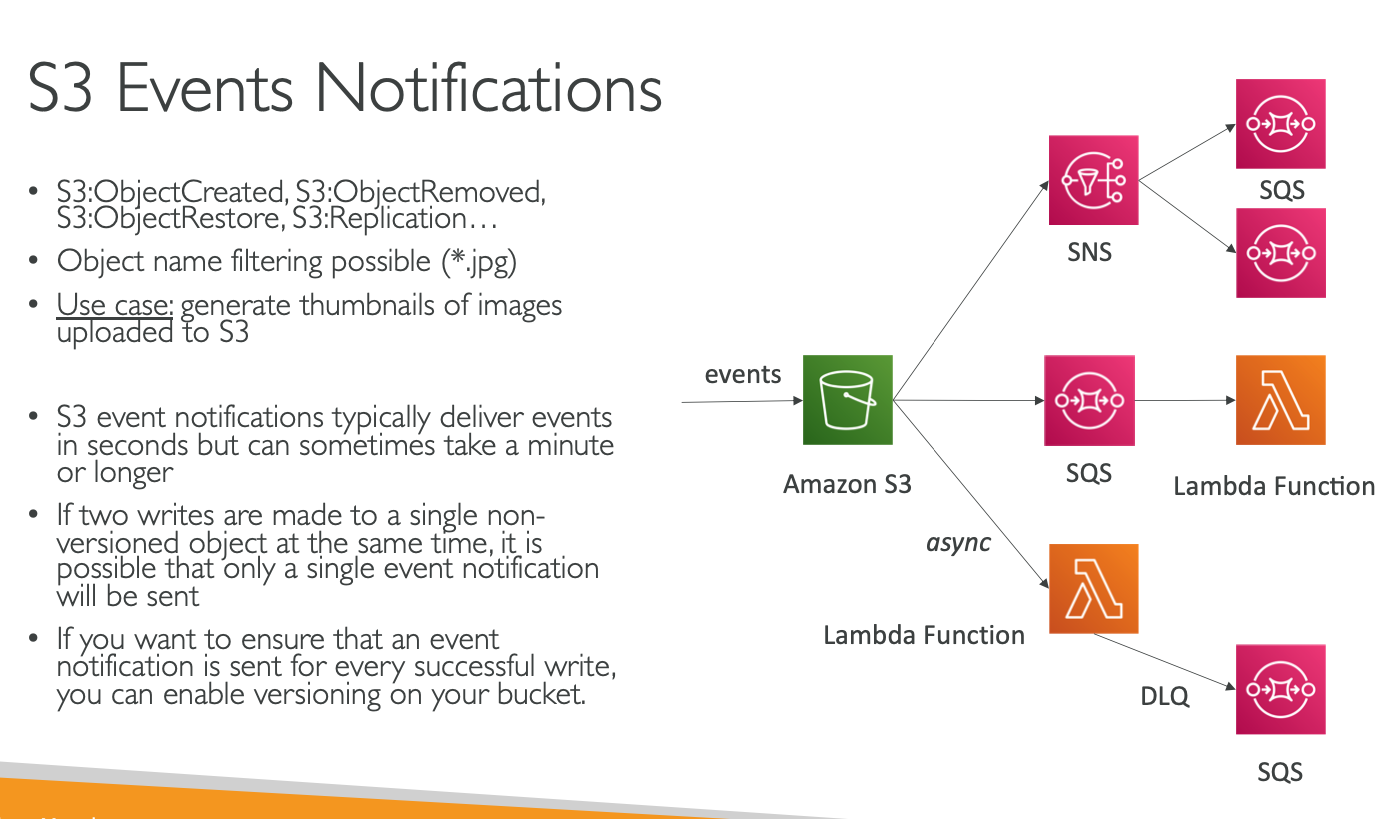 S3 Events Notifications
• S3:ObjectCreated, S3:ObjectRemoved,
S3:ObjectRestore, S3:Replication…
• Object name filtering possible (*.jpg)
• Use case: generate thumbnails of images
uploaded to S3
• S3 event notifications typically deliver events
in seconds but can sometimes take a minute
or longer
• If two writes are made to a single non-
versioned object at the same time, it is
possible that only a single event notification
will be sent
• If you want to ensure that an event
notification is sent for every successful write,
you can enable versioning on your bucket.
events
Amazon S3
SNS
SQS
SQS
Lambda Function
async
Lambda Function
DLQ
SQS